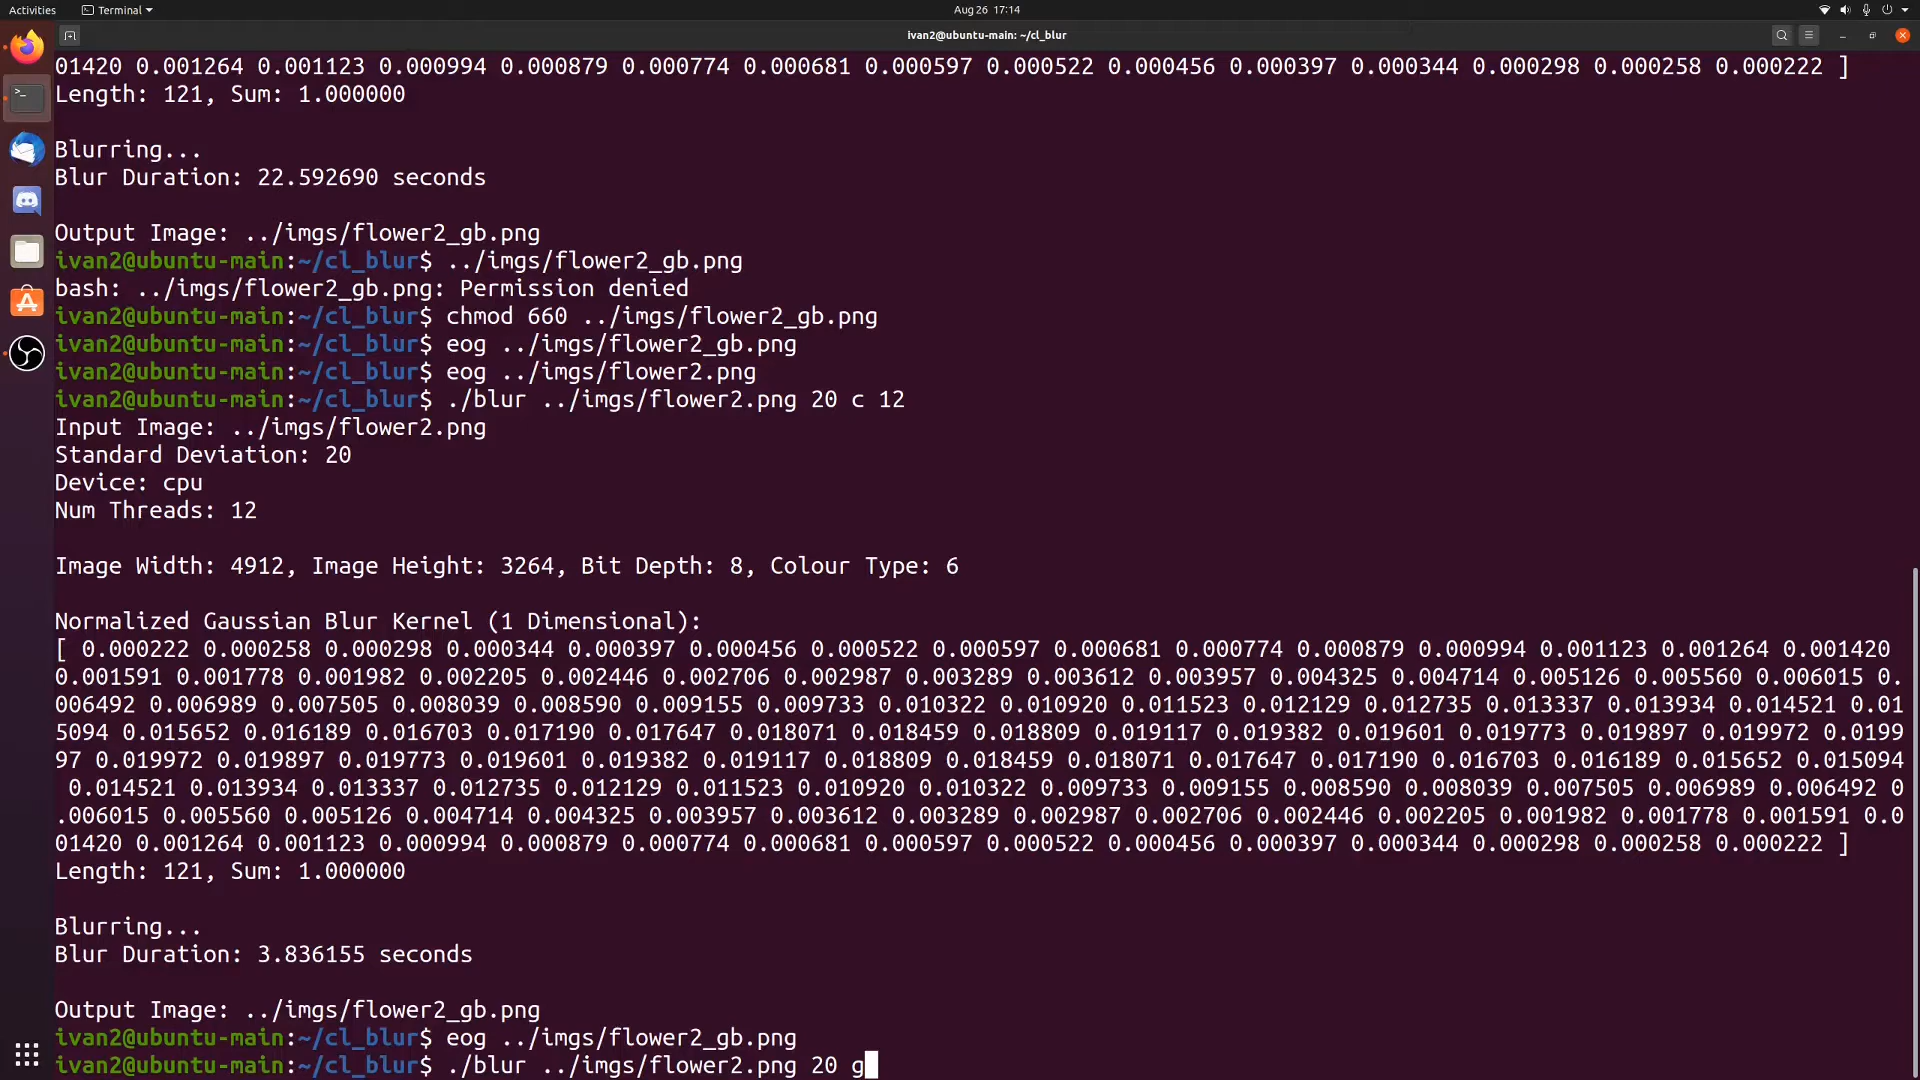 Activities
Terminal
Aug 26 17:14
ivan2@ubuntu-main: ~/cl_blur
01420 0.001264 0.001123 0.000994 0.000879 0.000774 0.000681 0.000597 0.000522 0.000456 0.000397 0.000344 0.000298 0.000258 0.000222 ]
Length: 121, Sum: 1.000000
Blurring...
Blur Duration: 22.592690 seconds
Output Image: ../imgs/flower2_gb.png
ivan2@ubuntu-main:~/cl_blur$ ../imgs/flower2_gb.png
bash: ../imgs/flower2_gb.png: Permission denied
ivan2@ubuntu-main:~/cl_blur$ chmod 660 ../imgs/flower2_gb.png
ivan2@ubuntu-main:~/cl_blur$ eog ../imgs/flower2_gb.png
ivan2@ubuntu-main:~/cl_blur$ eog ../imgs/flower2.png
ivan2@ubuntu-main:~/cl_blur$ ./blur ../imgs/flower2.png 20 c 12
Input Image: ../imgs/flower2.png
Standard Deviation: 20
Device: cpu
Num Threads: 12
Image Width: 4912, Image Height: 3264, Bit Depth: 8, Colour Type: 6
Normalized Gaussian Blur Kernel (1 Dimensional):
[ 0.000222 0.000258 0.000298 0.000344 0.000397 0.000456 0.000522 0.000597 0.000681 0.000774 0.000879 0.000994 0.001123 0.001264 0.001420
0.001591 0.001778 0.001982 0.002205 0.002446 0.002706 0.002987 0.003289 0.003612 0.003957 0.004325 0.004714 0.005126 0.005560 0.006015 0.
006492 0.006989 0.007505 0.008039 0.008590 0.009155 0.009733 0.010322 0.010920 0.011523 0.012129 0.012735 0.013337 0.013934 0.014521 0.01
5094 0.015652 0.016189 0.016703 0.017190 0.017647 0.018071 0.018459 0.018809 0.019117 0.019382 0.019601 0.019773 0.019897 0.019972 0.0199
97 0.019972 0.019897 0.019773 0.019601 0.019382 0.019117 0.018809 0.018459 0.018071 0.017647 0.017190 0.016703 0.016189 0.015652 0.015094
0.014521 0.013934 0.013337 0.012735 0.012129 0.011523 0.010920 0.010322 0.009733 0.009155 0.008590 0.008039 0.007505 0.006989 0.006492 0
.006015 0.005560 0.005126 0.004714 0.004325 0.003957 0.003612 0.003289 0.002987 0.002706 0.002446 0.002205 0.001982 0.001778 0.001591 0.0
01420 0.001264 0.001123 0.000994 0.000879 0.000774 0.000681 0.000597 0.000522 0.000456 0.000397 0.000344 0.000298 0.000258 0.000222 ]
Length: 121, Sum: 1.000000
Blurring...
Blur Duration: 3.836155 seconds
Output Image: ../imgs/flower2_gb.png
ivan2@ubuntu-main:~/cl_blur$ eog ../imgs/flower2_gb.png
ivan2@ubuntu-main:~/cl_blur$ ./blur ../imgs/flower2.png 20 g